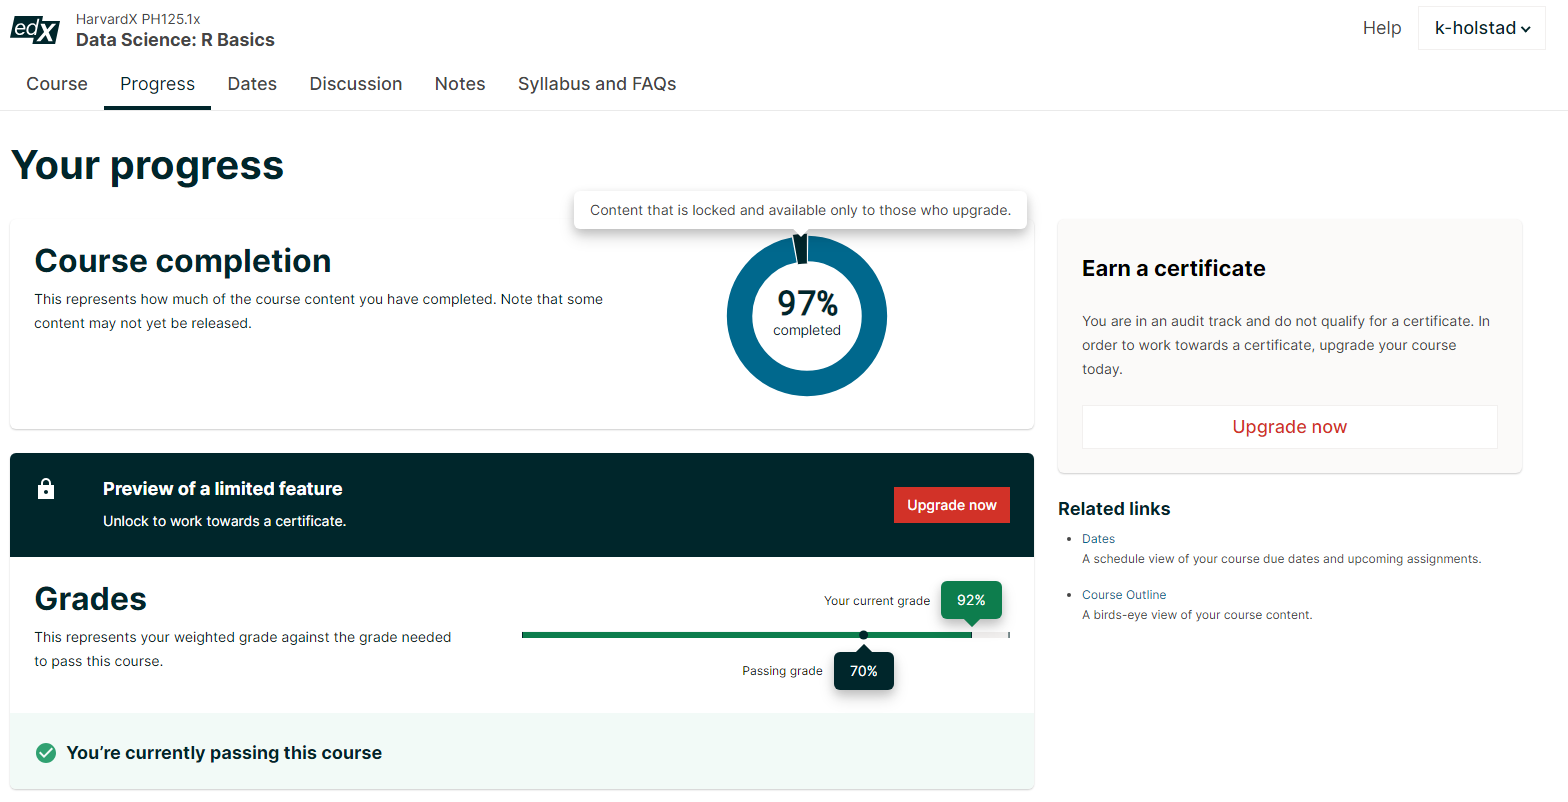 edX
HarvardX PH125.1x
Data Science: R Basics
Help
k-holstad
Course
Progress
Dates
Discussion
Notes
Syllabus and FAQs
Your progress
Content that is locked and available only to those who upgrade.
Course completion
This represents how much of the course content you have completed. Note that some
content may not yet be released.
97%
completed
Earn a certificate
You are in an audit track and do not qualify for a certificate. In
order to work towards a certificate, upgrade your course
today.
Upgrade now
Preview of a limited feature
Unlock to work towards a certificate.
Upgrade now
Related links
Dates
A schedule view of your course due dates and upcoming assignments.
Course Outline
A birds-eye view of your course content.
Grades
This represents your weighted grade against the grade needed
to pass this course.
Your current grade
92%
Passing grade
70%
You’re currently passing this course